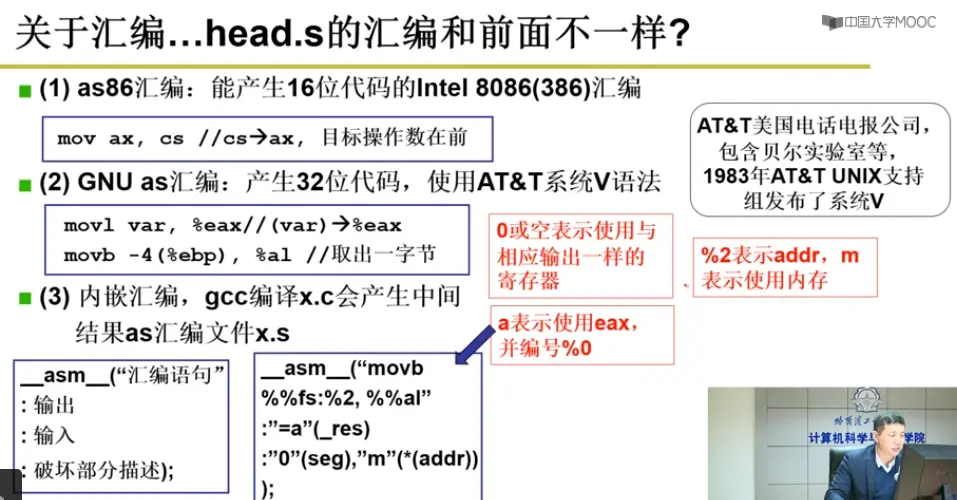 关于汇编…head.s的汇编和前面不一样?
中国大学MOOC
(1) as86汇编：能产生16位代码的Intel 8086(386)汇编
mov ax, cs //cs→ax, 目标操作数在前
AT&T美国电话电报公司，
包含贝尔实验室等，
1983年AT&T UNIX支持
组发布了系统V
(2) GNU as汇编：产生32位代码，使用AT&T系统V语法
movl var, %eax//(var)→%eax
movb -4(%ebp), %al //取出一字节
0或空表示使用与
相应输出一样的
寄存器
%2表示addr，m
表示使用内存
(3) 内嵌汇编，gcc编译x.c会产生中间
结果as汇编文件x.s
a表示使用eax，
并编号%0
__asm__(“汇编语句”
: 输出
: 输入
: 破坏部分描述);
__asm__(“movb
%%fs:%2, %%al”
:”=a”(_res)
:”0”(seg),”m”(*(addr))
);
计算机科学
学院